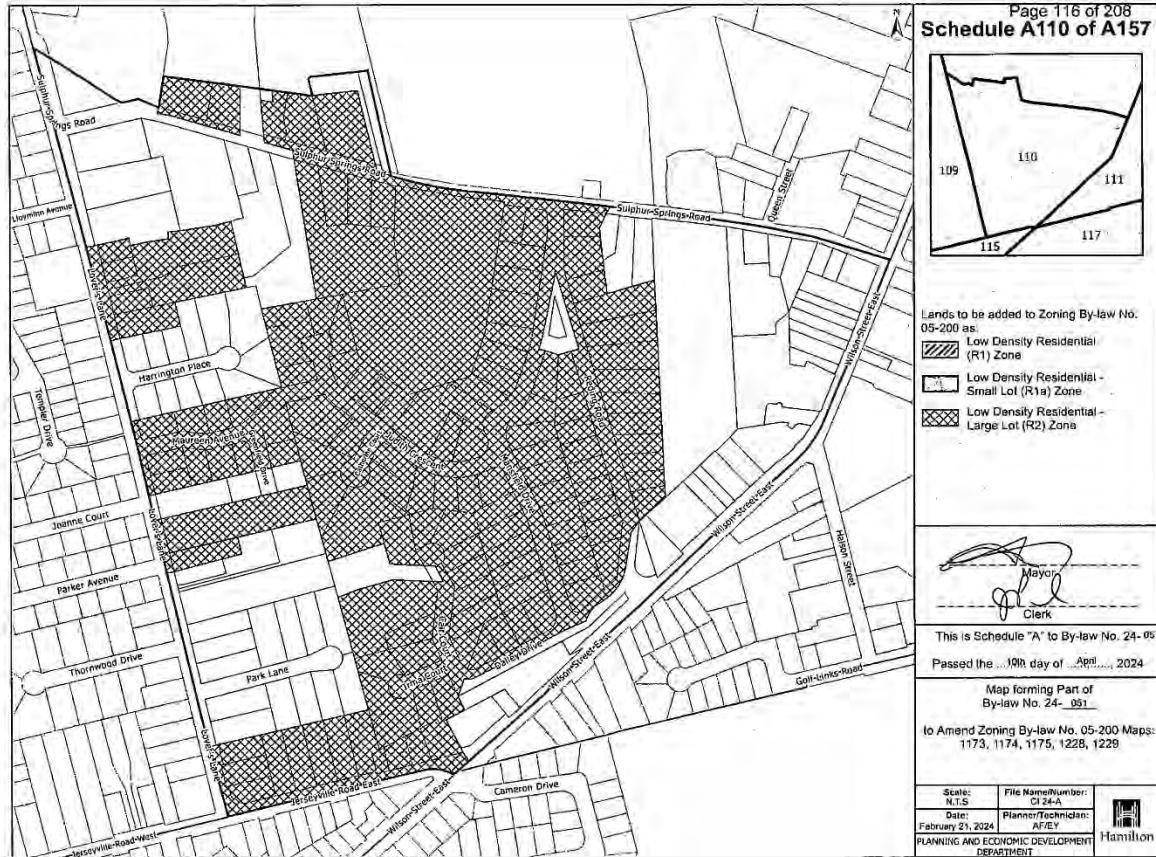 Page 116 of 208
Schedule A110 of A157
109
110
111
115
117
Lands to be added to Zoning By-law No.
05-200 as:
Low Density Residential
(R1) Zone
Low Density Residential -
Small Lot (R1a) Zone
Low Density Residential -
Large Lot (R2) Zone
Mayor
Clerk
This is Schedule "A" to By-law No. 24- 05
Passed the ....10th day of ....April......, 2024
Map forming Part of
By-law No. 24- 051
to Amend Zoning By-law No. 05-200 Maps:
1173, 1174, 1175, 1228, 1229
Scale:
N.T.S
File Name/Number:
CI 24-A
Date:
February 21, 2024
Planner/Technician:
AF/EY
PLANNING AND ECONOMIC DEVELOPMENT
DEPARTMENT
Hamilton
Sulphur Springs Road
Sulphur Springs Road
Sulphur Springs Road
Queen Street
Lovers Lane
Harrington Place
Templer Drive
Maureen Avenue
Joanne Court
Lovers Lane
Parker Avenue
Thornwood Drive
Park Lane
Lovers Lane
Mansfield Drive
Dailey Drive
Wilson Street East
Wilson Street East
Wilson Street East
Wilson Street East
Halson Street
Golf Links Road
Cameron Drive
Jerseyville Road East
Jerseyville Road West